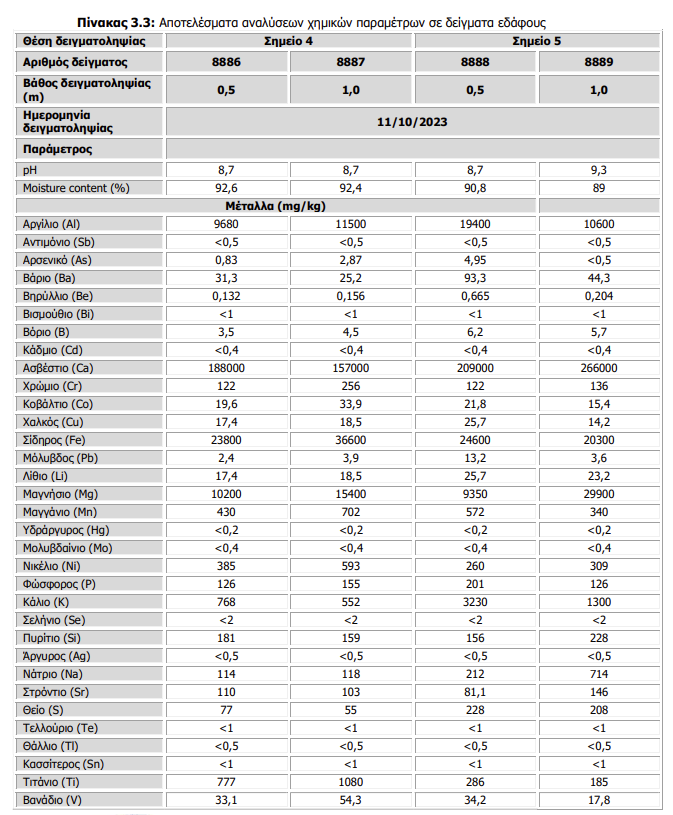 Πίνακας 3.3: Αποτελέσματα αναλύσεων χημικών παραμέτρων σε δείγματα εδάφους
Θέση δειγματοληψίας Σημείο 4 Σημείο 5
Αριθμός δείγματος 8886 8887 8888 8889
Βάθος δειγματοληψίας (m) 0,5 1,0 0,5 1,0
Ημερομηνία δειγματοληψίας 11/10/2023
Παράμετρος
pH 8,7 8,7 8,7 9,3
Moisture content (%) 92,6 92,4 90,8 89
Μέταλλα (mg/kg)
Αργίλιο (Al) 9680 11500 19400 10600
Αντιμόνιο (Sb) <0,5 <0,5 <0,5 <0,5
Αρσενικό (As) 0,83 2,87 4,95 <0,5
Βάριο (Ba) 31,3 25,2 93,3 44,3
Βηρύλλιο (Be) 0,132 0,156 0,665 0,204
Βισμούθιο (Bi) <1 <1 <1 <1
Βόριο (B) 3,5 4,5 6,2 5,7
Κάδμιο (Cd) <0,4 <0,4 <0,4 <0,4
Ασβέστιο (Ca) 188000 157000 209000 266000
Χρώμιο (Cr) 122 256 122 136
Κοβάλτιο (Co) 19,6 33,9 21,8 15,4
Χαλκός (Cu) 17,4 18,5 25,7 14,2
Σίδηρος (Fe) 23800 36600 24600 20300
Μόλυβδος (Pb) 2,4 3,9 13,2 3,6
Λίθιο (Li) 17,4 18,5 25,7 23,2
Μαγνήσιο (Mg) 10200 15400 9350 29900
Μαγγάνιο (Mn) 430 702 572 340
Υδράργυρος (Hg) <0,2 <0,2 <0,2 <0,2
Μολυβδαίνιο (Mo) <0,4 <0,4 <0,4 <0,4
Νικέλιο (Ni) 385 593 260 309
Φώσφορος (P) 126 155 201 126
Κάλιο (K) 768 552 3230 1300
Σελήνιο (Se) <2 <2 <2 <2
Πυρίτιο (Si) 181 159 156 228
Άργυρος (Ag) <0,5 <0,5 <0,5 <0,5
Νάτριο (Na) 114 118 212 714
Στρόντιο (Sr) 110 103 81,1 146
Θείο (S) 77 55 228 208
Τελλούριο (Te) <1 <1 <1 <1
Θάλλιο (Tl) <0,5 <0,5 <0,5 <0,5
Κασσίτερος (Sn) <1 <1 <1 <1
Τιτάνιο (Ti) 777 1080 286 185
Βανάδιο (V) 33,1 54,3 34,2 17,8